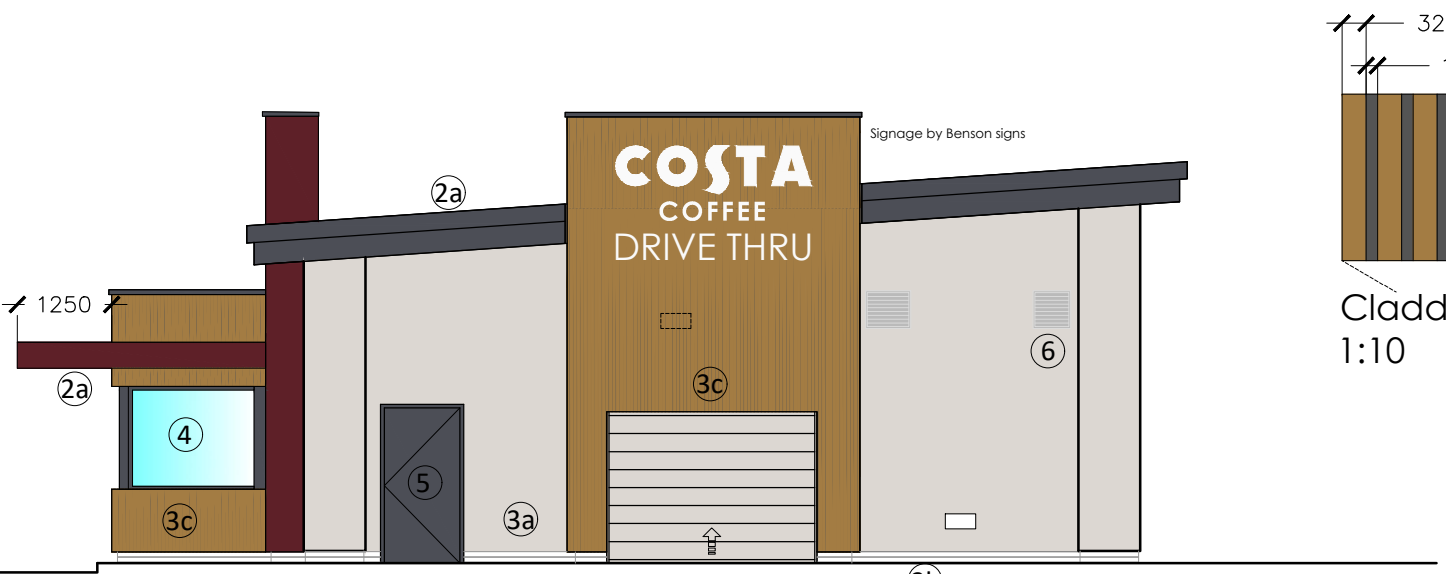 32
Signage by Benson signs
COSTA
COFFEE
DRIVE THRU
2a
1250
2a
Cladd
1:10
6
3c
4
5
3c
3a